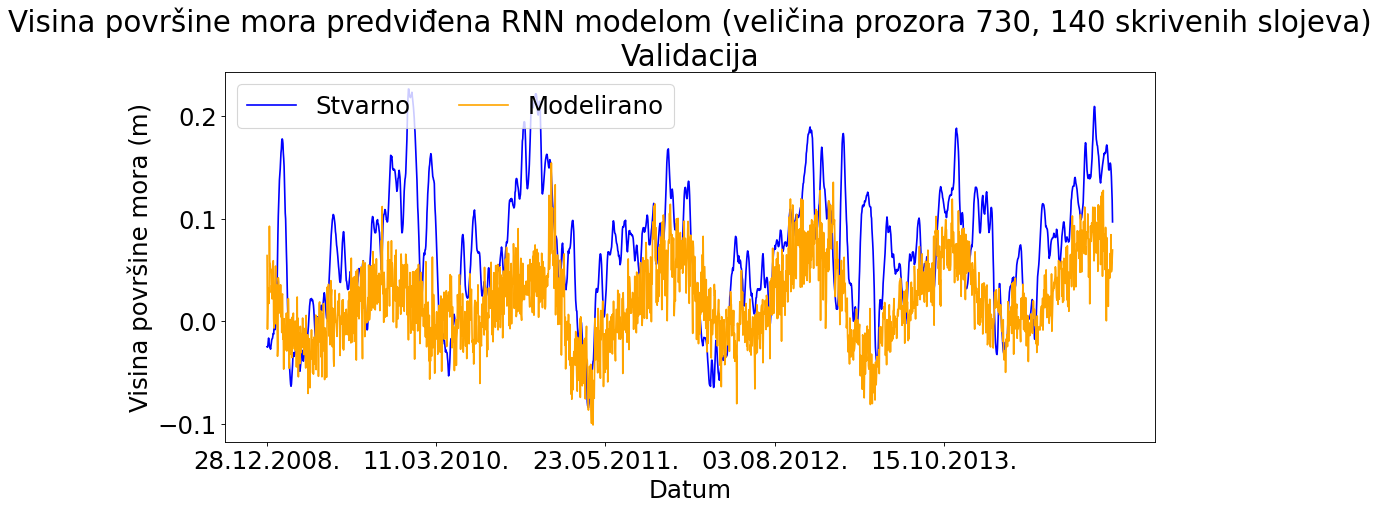 Visina površine mora predviđena RNN modelom (veličina prozora 730, 140 skrivenih slojeva)
Validacija
Stvarno Modelirano
Visina površine mora (m)
0.2
0.1
0.0
−0.1
28.12.2008. 11.03.2010. 23.05.2011. 03.08.2012. 15.10.2013.
Datum